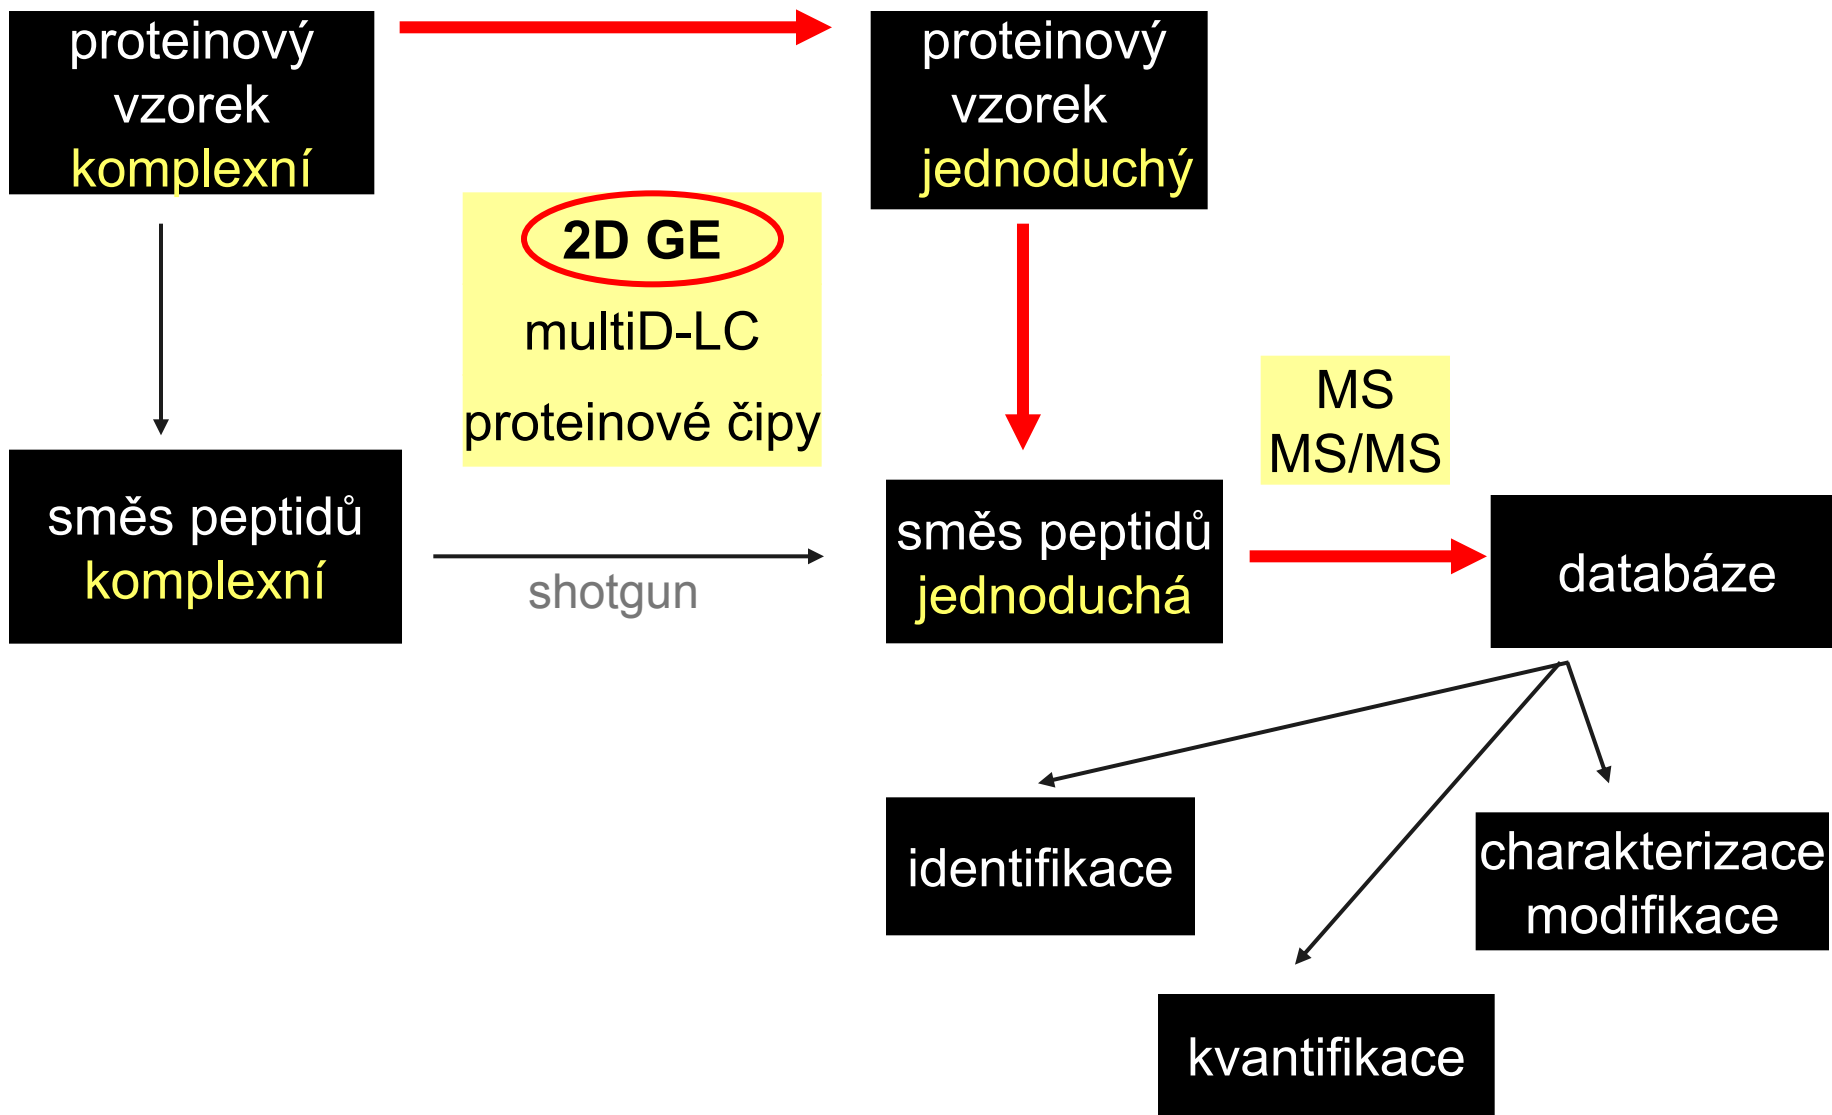 proteinový
vzorek
komplexní
proteinový
vzorek
jednoduchý
2D GE
multiD-LC
proteinové čipy
MS
MS/MS
směs peptidů
komplexní
shotgun
směs peptidů
jednoduchá
databáze
identifikace
charakterizace
modifikace
kvantifikace